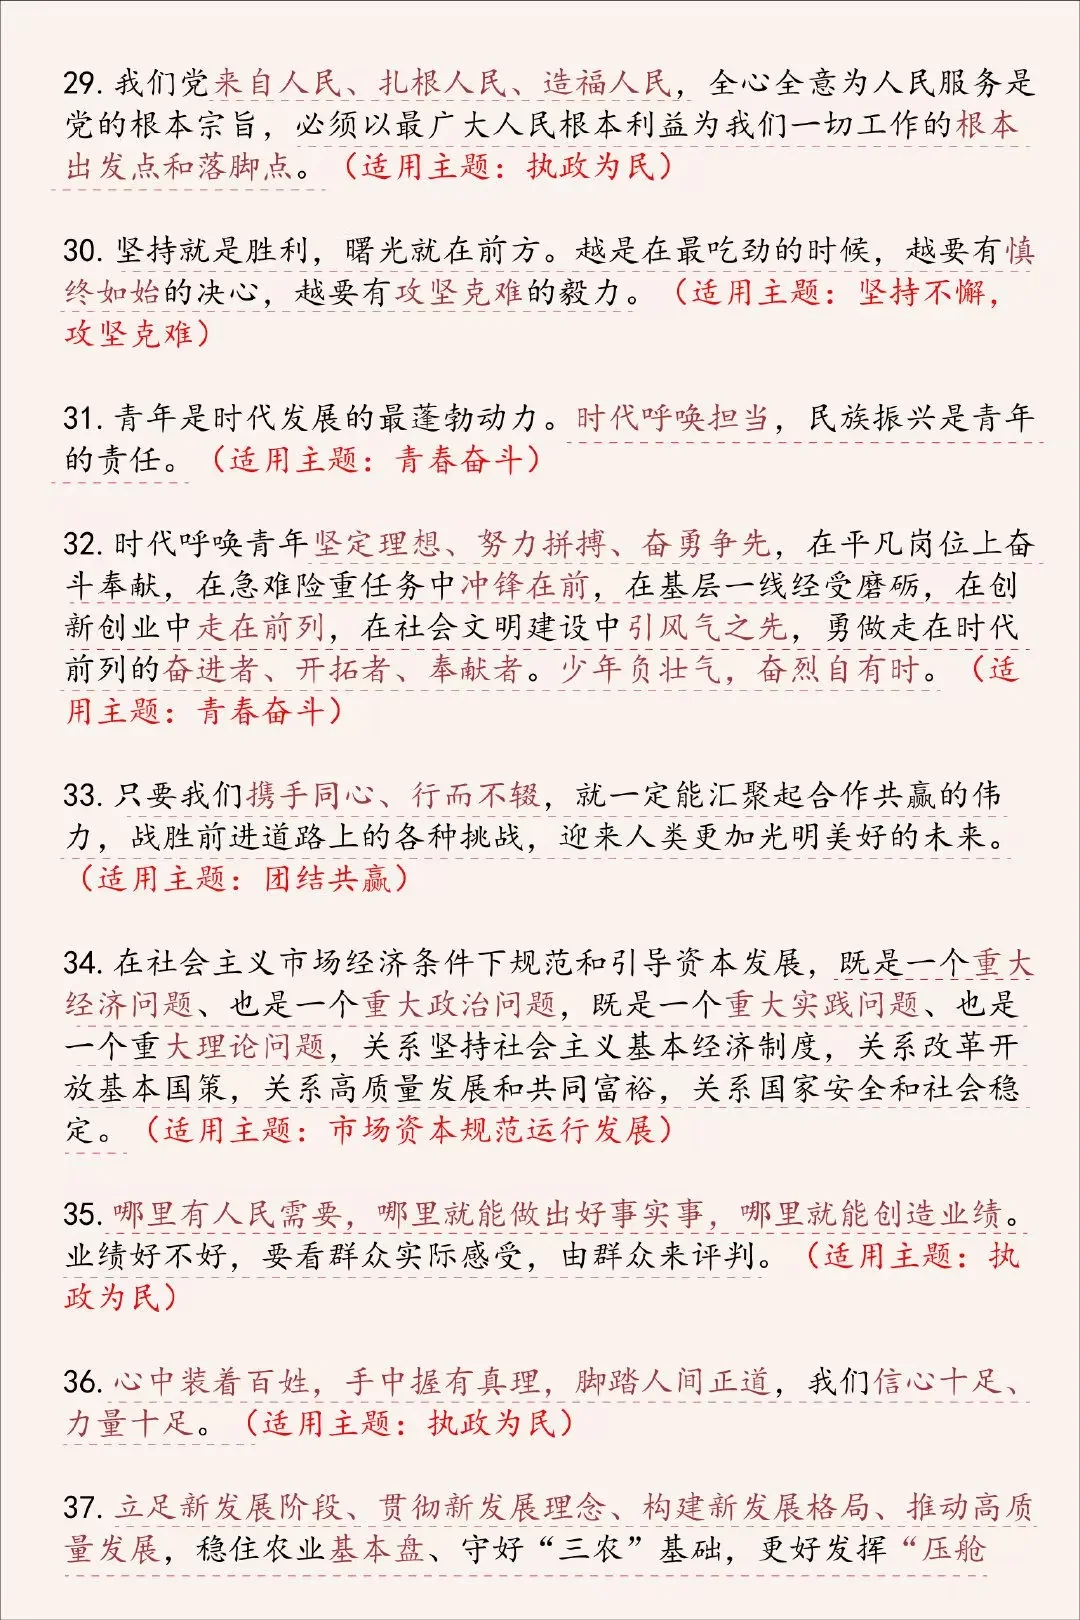 29. 我们党来自人民、扎根人民、造福人民，全心全意为人民服务是
党的根本宗旨，必须以最广大人民根本利益为我们一切工作的根本
出发点和落脚点。（适用主题：执政为民）
30. 坚持就是胜利，曙光就在前方。越是在最吃劲的时候，越要有慎
终如始的决心，越要有攻坚克难的毅力。（适用主题：坚持不懈，
攻坚克难）
31. 青年是时代发展的最蓬勃动力。时代呼唤担当，民族振兴是青年
的责任。（适用主题：青春奋斗）
32. 时代呼唤青年坚定理想、努力拼搏、奋勇争先，在平凡岗位上奋
斗奉献，在急难险重任务中冲锋在前，在基层一线经受磨砺，在创
新创业中走在前列，在社会文明建设中引风气之先，勇做走在时代
前列的奋进者、开拓者、奉献者。少年负壮气，奋烈自有时。（适
用主题：青春奋斗）
33. 只要我们携手同心、行而不辍，就一定能汇聚起合作共赢的伟
力，战胜前进道路上的各种挑战，迎来人类更加光明美好的未来。
（适用主题：团结共赢）
34. 在社会主义市场经济条件下规范和引导资本发展，既是一个重大
经济问题、也是一个重大政治问题，既是一个重大实践问题、也是
一个重大理论问题，关系坚持社会主义基本经济制度，关系改革开
放基本国策，关系高质量发展和共同富裕，关系国家安全和社会稳
定。（适用主题：市场资本规范运行发展）
35. 哪里有人民需要，哪里就能做出好事实事，哪里就能创造业绩。
业绩好不好，要看群众实际感受，由群众来评判。（适用主题：执
政为民）
36. 心中装着百姓，手中握有真理，脚踏人间正道，我们信心十足、
力量十足。（适用主题：执政为民）
37. 立足新发展阶段、贯彻新发展理念、构建新发展格局、推动高质
量发展，稳住农业基本盘、守好“三农”基础，更好发挥“压舱